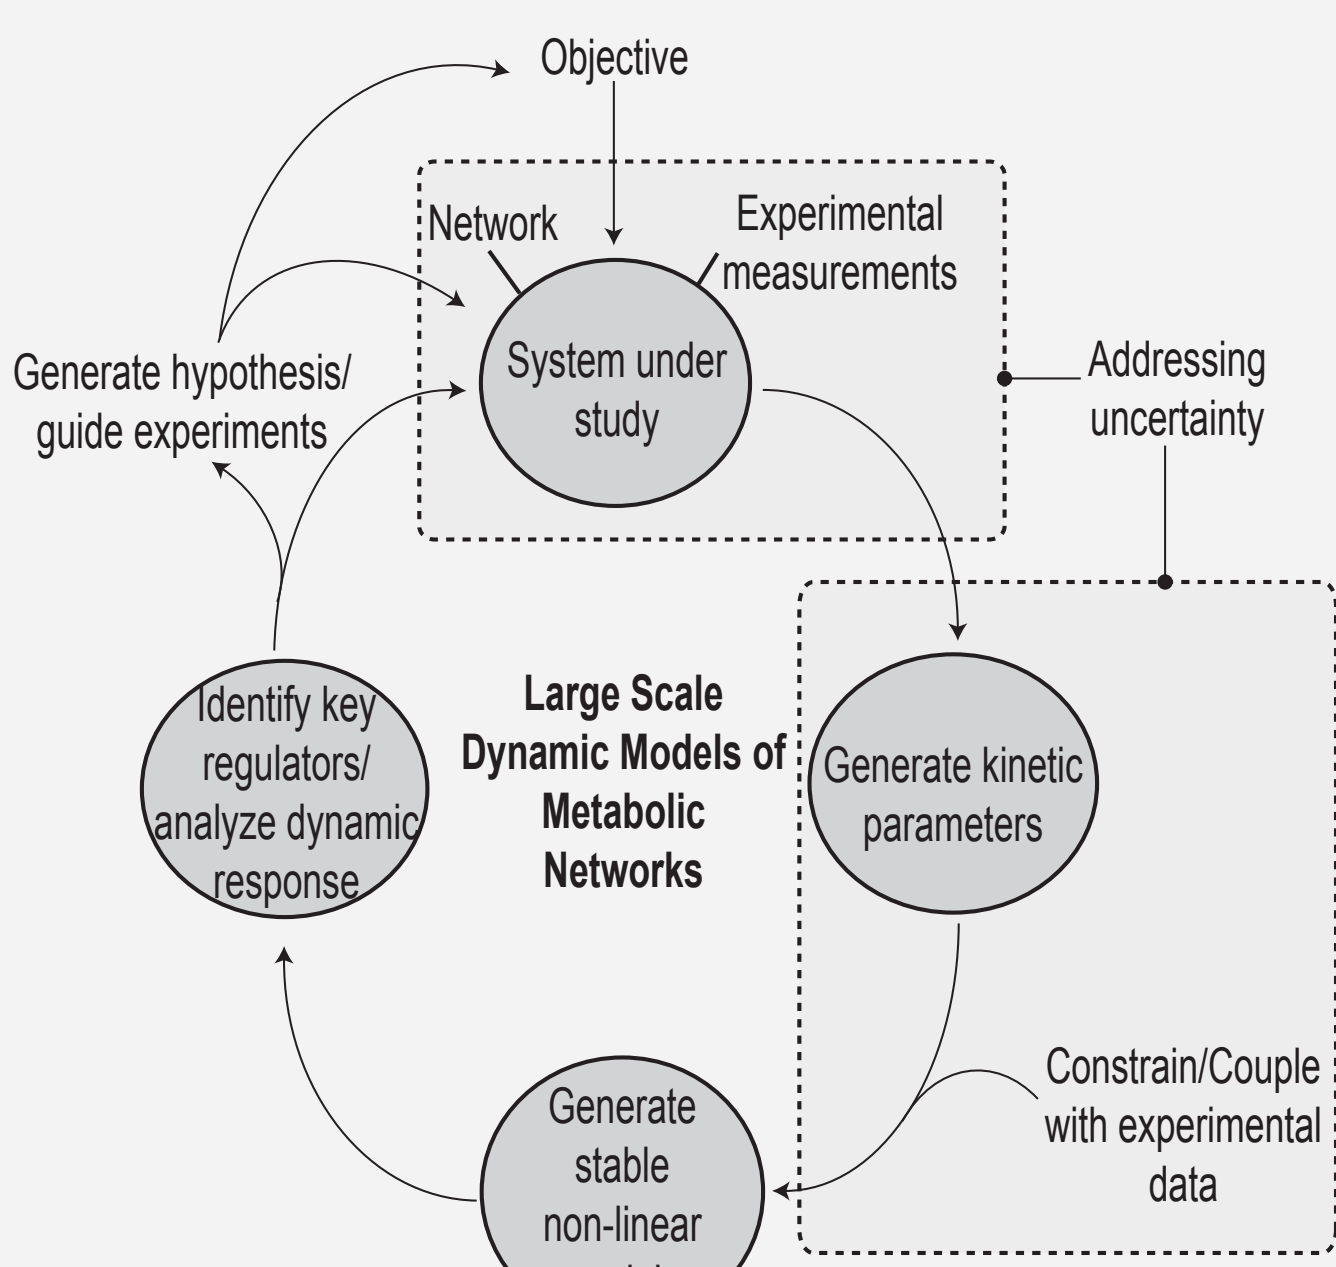 Objective
Network
Experimental
measurements
System under
study
Addressing
uncertainty
Generate hypothesis/
guide experiments
Identify key
regulators/
analyze dynamic
response
Large Scale
Dynamic Models of
Metabolic
Networks
Generate kinetic
parameters
Constrain/Couple
with experimental
data
Generate
stable
non-linear